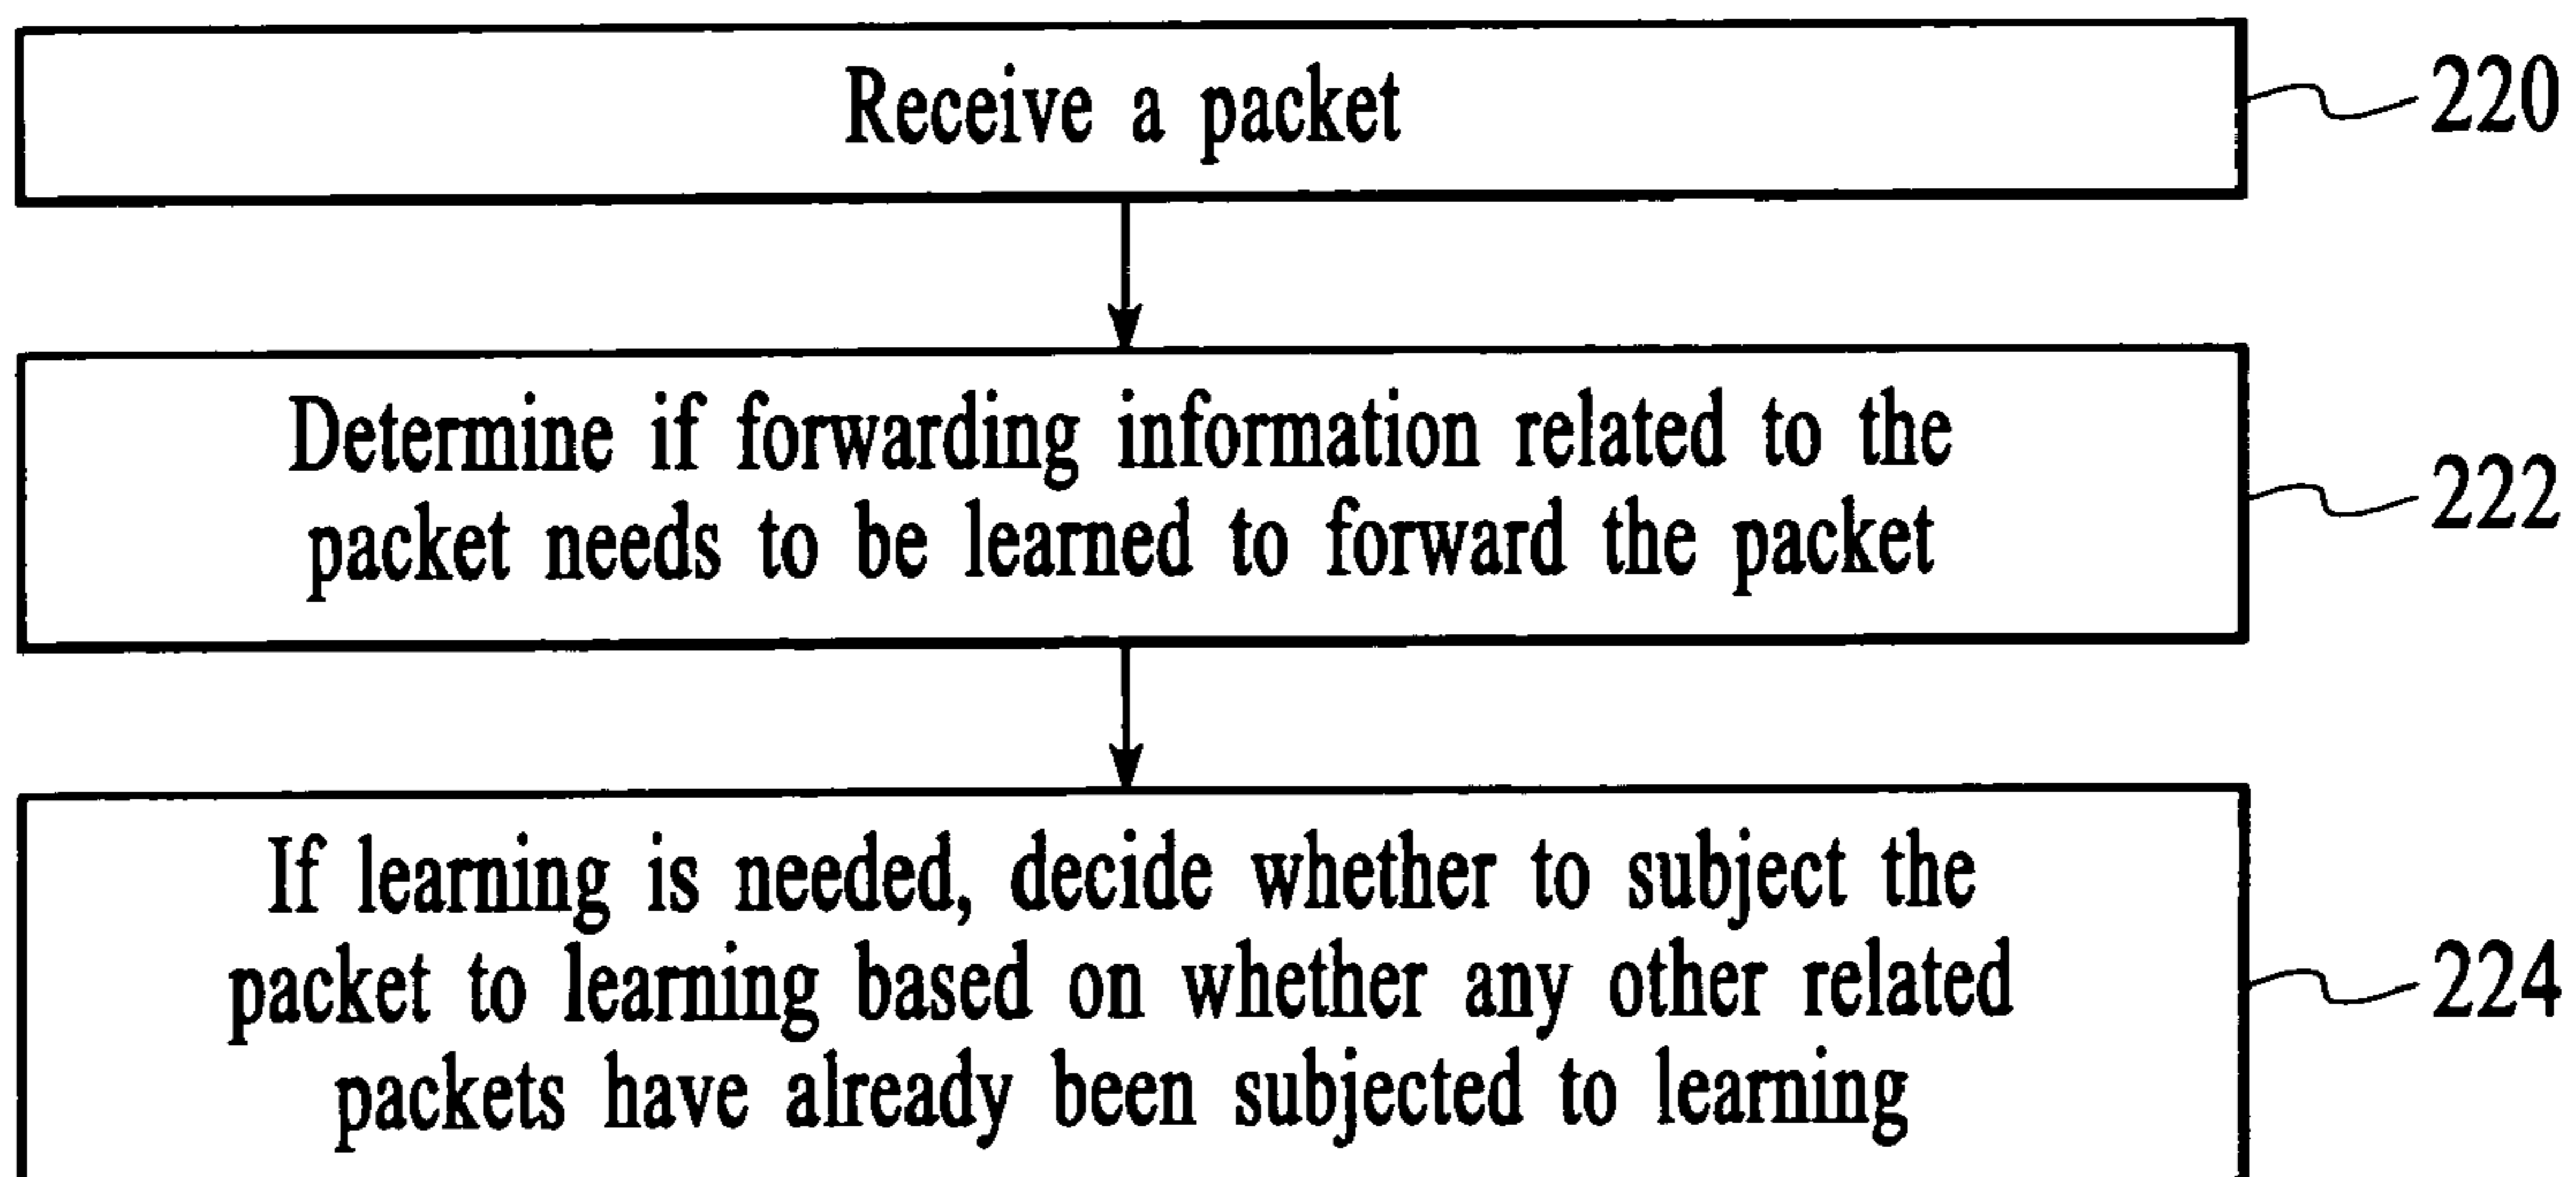 Receive a packet
220
Determine if forwarding information related to the
packet needs to be learned to forward the packet
222
If learning is needed, decide whether to subject the
packet to learning based on whether any other related
packets have already been subjected to learning
224